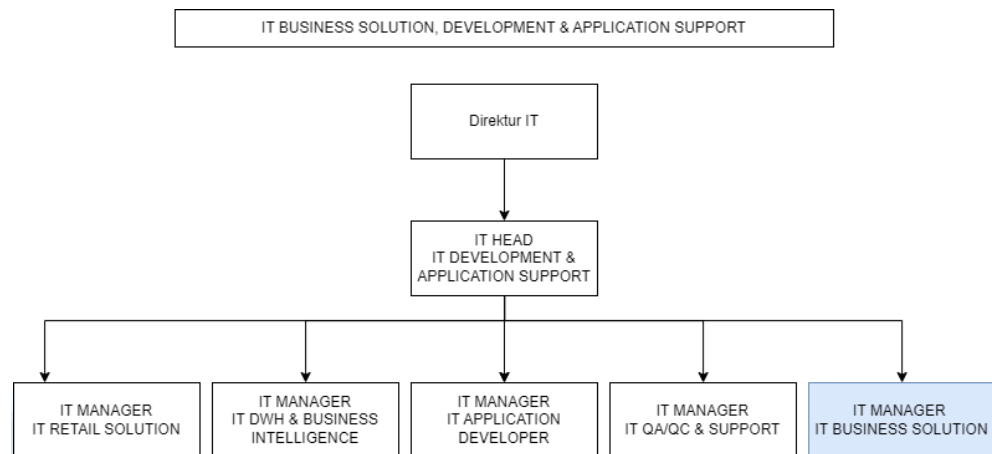 IT BUSINESS SOLUTION, DEVELOPMENT & APPLICATION SUPPORT
Direktur IT
IT HEAD
IT DEVELOPMENT &
APPLICATION SUPPORT
IT MANAGER
IT RETAIL SOLUTION
IT MANAGER
IT DWH & BUSINESS
INTELLIGENCE
IT MANAGER
IT APPLICATION
DEVELOPER
IT MANAGER
IT QA/QC & SUPPORT
IT MANAGER
IT BUSINESS SOLUTION